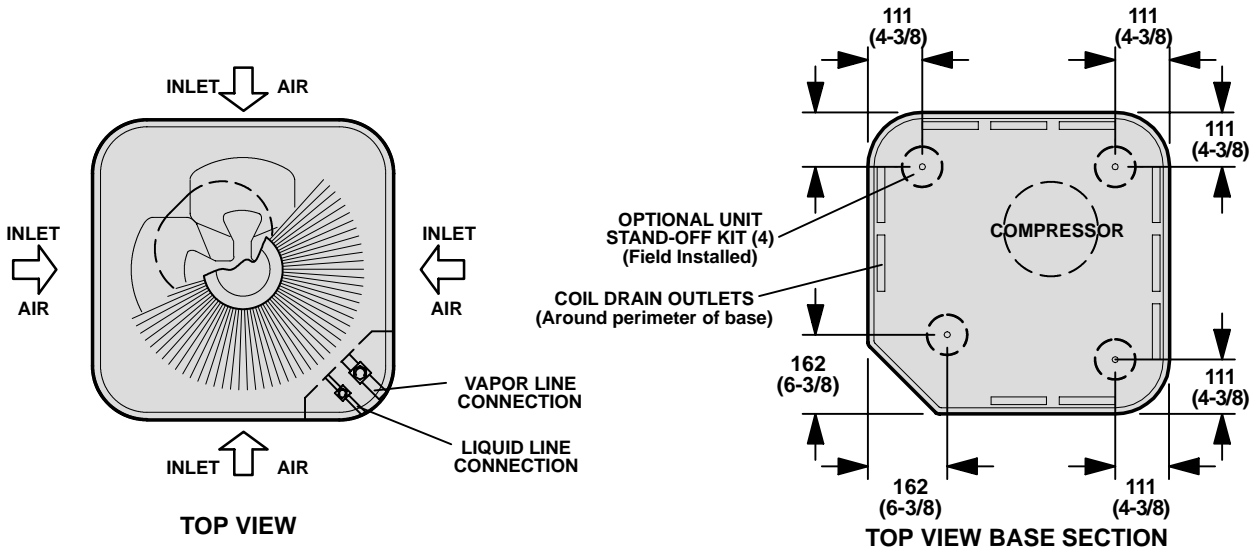 INLET AIR
INLET
AIR
INLET
AIR
VAPOR LINE
CONNECTION
LIQUID LINE
CONNECTION
INLET AIR
TOP VIEW
111
(4-3/8)
111
(4-3/8)
111
(4-3/8)
OPTIONAL UNIT
STAND-OFF KIT (4)
(Field Installed)
COMPRESSOR
COIL DRAIN OUTLETS
(Around perimeter of base)
162
(6-3/8)
111
(4-3/8)
162
(6-3/8)
111
(4-3/8)
TOP VIEW BASE SECTION